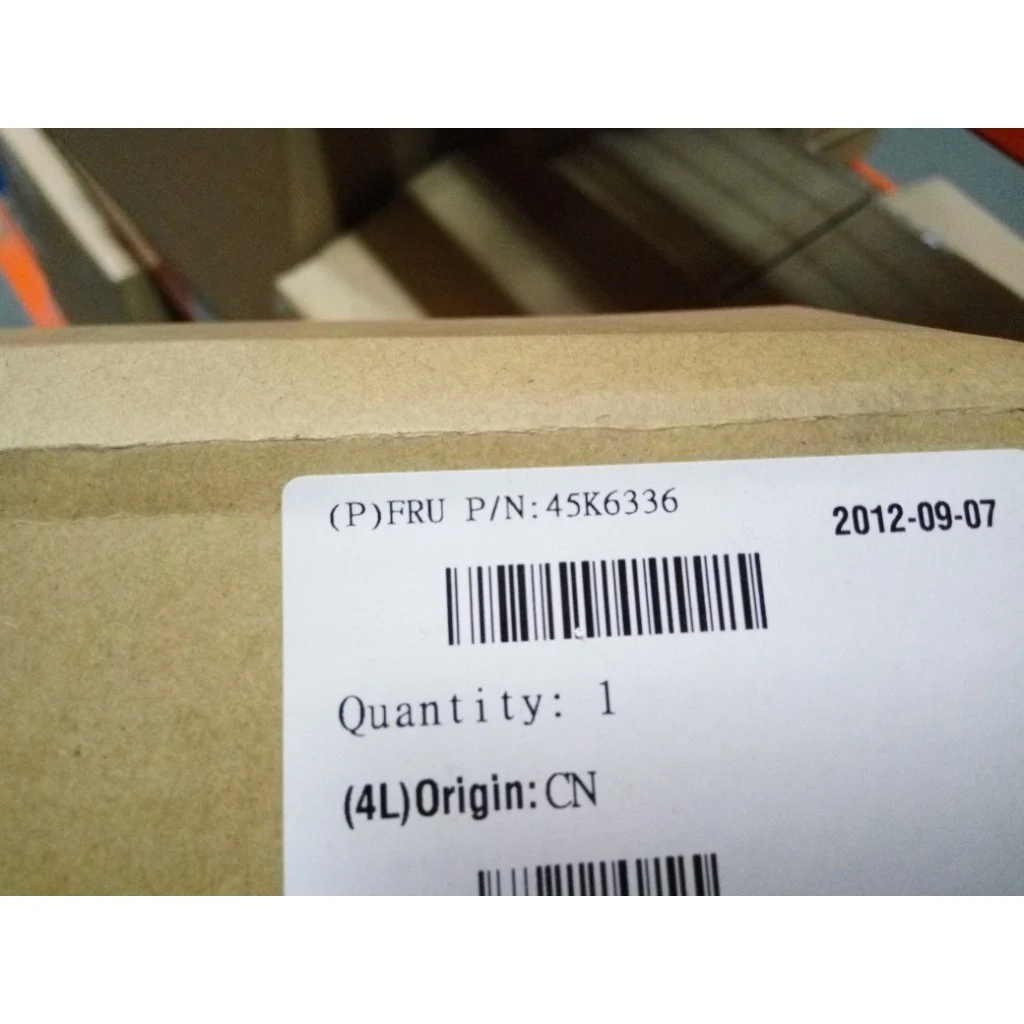 (P)FRU P/N:45K6336
2012-09-07
Quantity: 1
(4L)Origin:CN